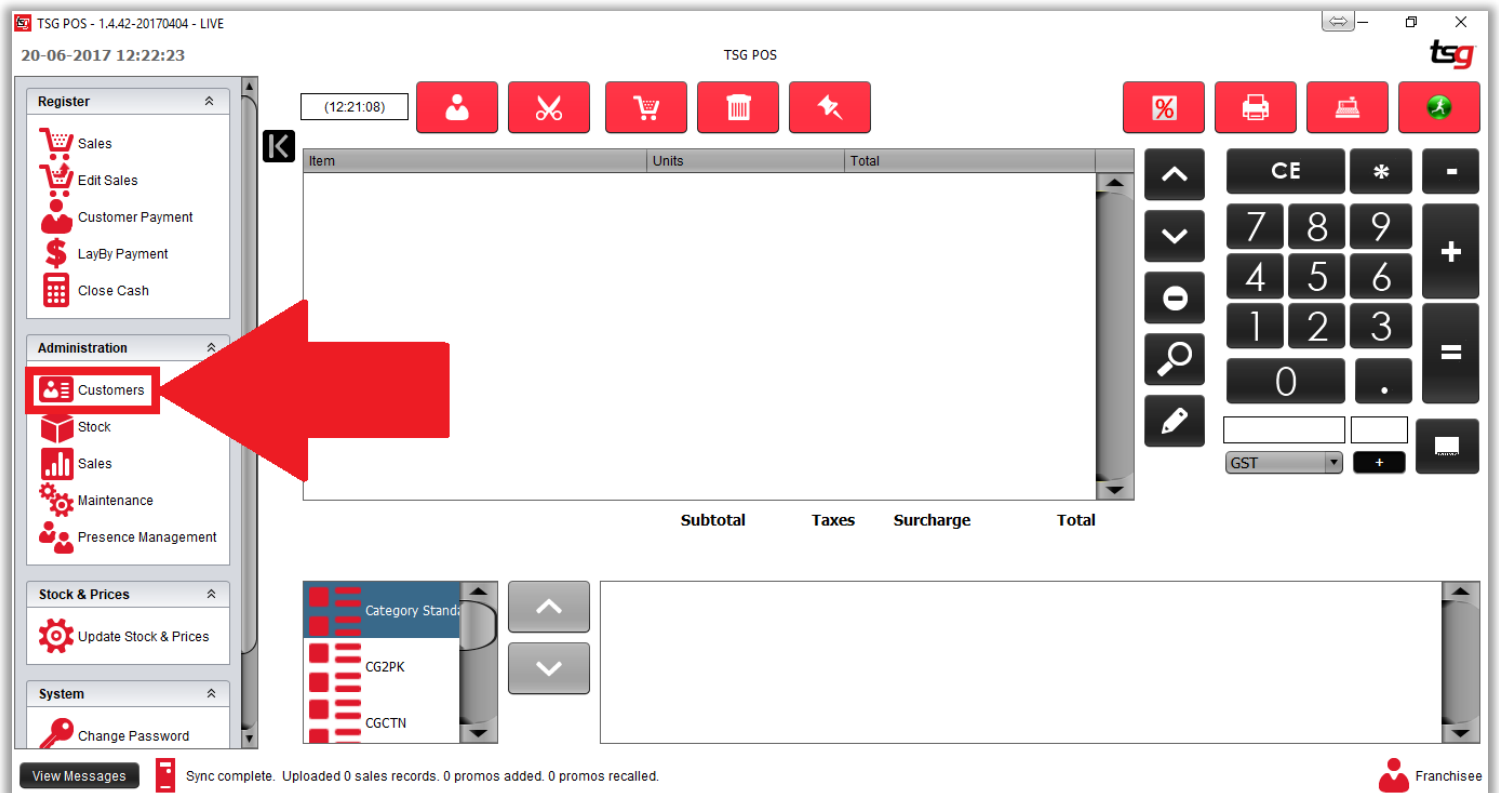 TSG POS - 1.4.42-20170404 - LIVE
20-06-2017 12:22:23
TSG POS
tsg
Register
Sales
Edit Sales
Customer Payment
LayBy Payment
Close Cash
Administration
Customers
Stock
Sales
Maintenance
Presence Management
Stock & Prices
Update Stock & Prices
System
Change Password
(12:21:08)
%
Item Units Total
CE * -
7 8 9 +
4 5 6
1 2 3 =
0 .
GST +
Subtotal Taxes Surcharge Total
Category Standa
CG2PK
CGCTN
View Messages Sync complete. Uploaded 0 sales records. 0 promos added. 0 promos recalled. Franchisee